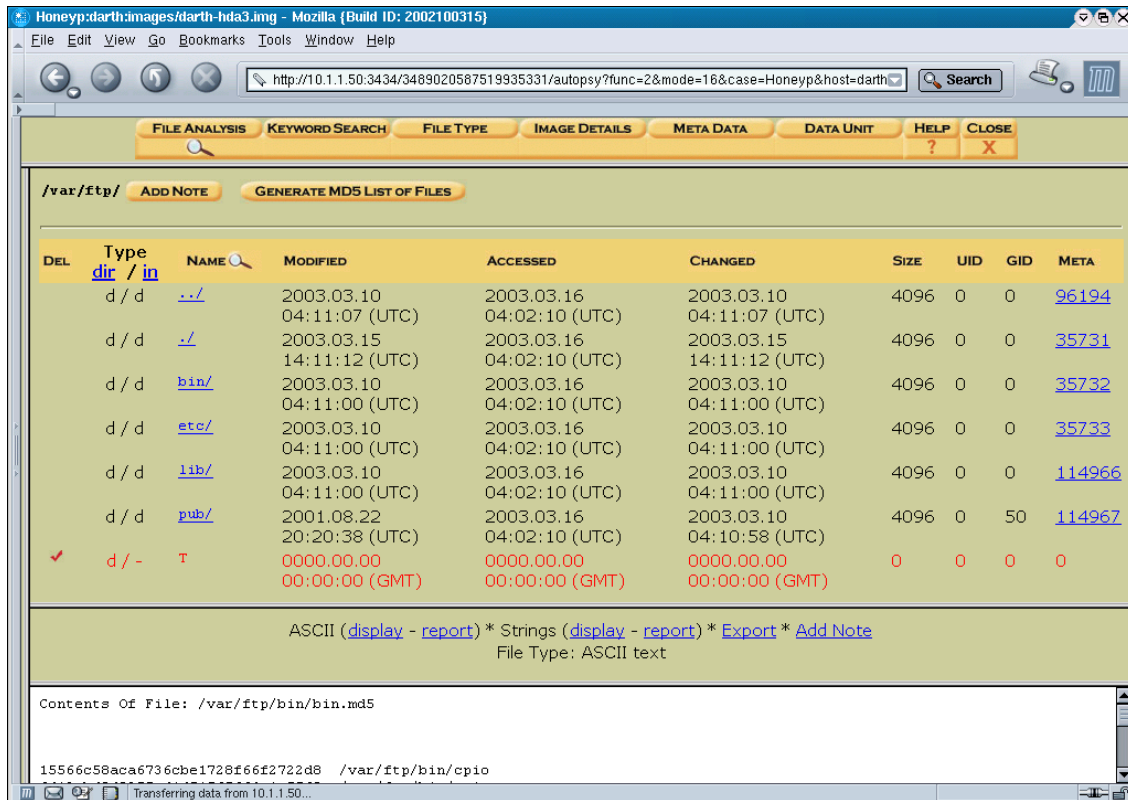 Honeyp:darth:images/darth-hda3.img - Mozilla {Build ID: 2002100315}
File Edit View Go Bookmarks Tools Window Help
http://10.1.1.50:3434/3489020587519935331/autopsy?func=2&mode=16&case=Honeyp&host=darth Search
FILE ANALYSIS KEYWORD SEARCH FILE TYPE IMAGE DETAILS META DATA DATA UNIT HELP ? CLOSE X
/var/ftp/ ADD NOTE GENERATE MD5 LIST OF FILES
DEL Type dir / in NAME MODIFIED ACCESSED CHANGED SIZE UID GID META
d / d ../ 2003.03.10 04:11:07 (UTC) 2003.03.16 04:02:10 (UTC) 2003.03.10 04:11:07 (UTC) 4096 0 0 96194
d / d ./ 2003.03.15 14:11:12 (UTC) 2003.03.16 04:02:10 (UTC) 2003.03.15 14:11:12 (UTC) 4096 0 0 35731
d / d bin/ 2003.03.10 04:11:00 (UTC) 2003.03.16 04:02:10 (UTC) 2003.03.10 04:11:00 (UTC) 4096 0 0 35732
d / d etc/ 2003.03.10 04:11:00 (UTC) 2003.03.16 04:02:10 (UTC) 2003.03.10 04:11:00 (UTC) 4096 0 0 35733
d / d lib/ 2003.03.10 04:11:00 (UTC) 2003.03.16 04:02:10 (UTC) 2003.03.10 04:11:00 (UTC) 4096 0 0 114966
d / d pub/ 2001.08.22 20:20:38 (UTC) 2003.03.16 04:02:10 (UTC) 2003.03.10 04:10:58 (UTC) 4096 0 50 114967
d / - T 0000.00.00 00:00:00 (GMT) 0000.00.00 00:00:00 (GMT) 0000.00.00 00:00:00 (GMT) 0 0 0 0
ASCII (display - report) * Strings (display - report) * Export * Add Note
File Type: ASCII text
Contents Of File: /var/ftp/bin/bin.md5
15566c58aca6736cbe1728f66f2722d8 /var/ftp/bin/cpio
Transferring data from 10.1.1.50...